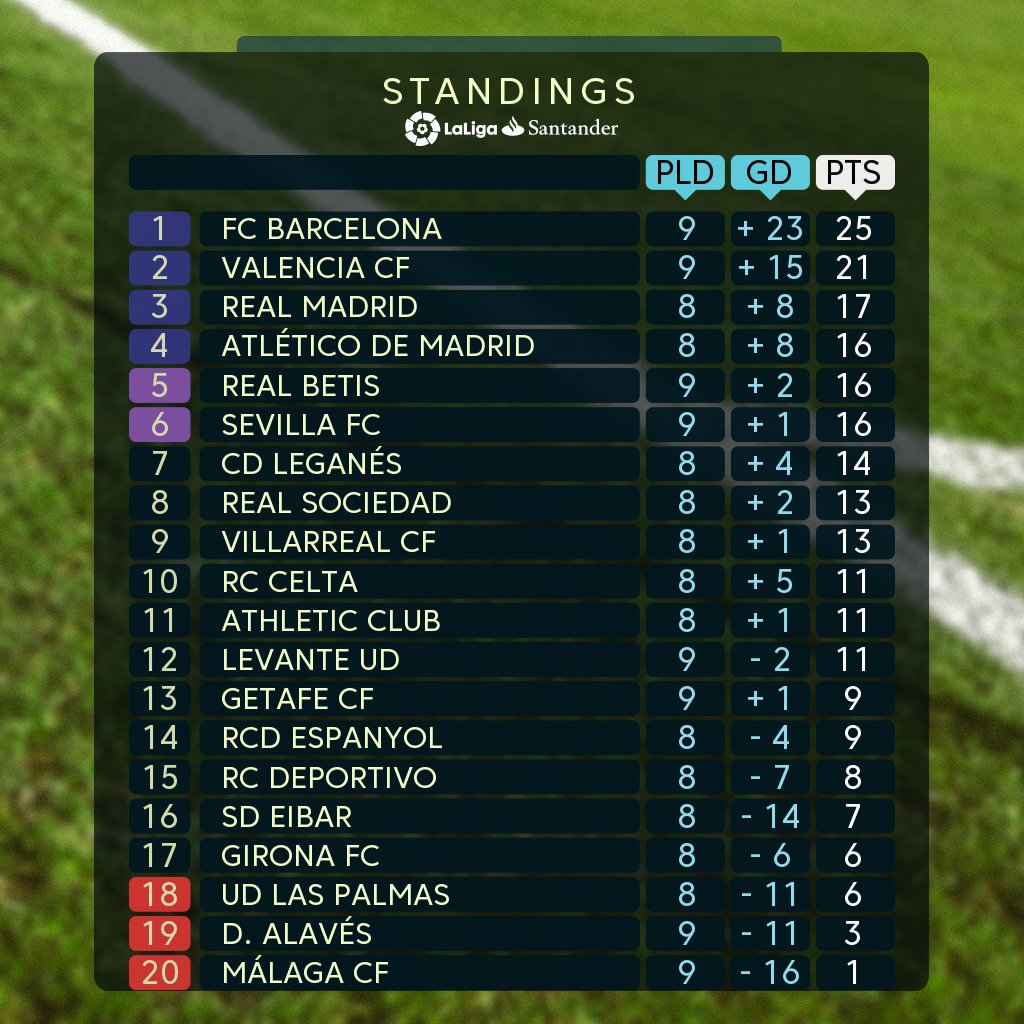 STANDINGS
LaLiga Santander
PLD GD PTS
1 FC BARCELONA 9 + 23 25
2 VALENCIA CF 9 + 15 21
3 REAL MADRID 8 + 8 17
4 ATLÉTICO DE MADRID 8 + 8 16
5 REAL BETIS 9 + 2 16
6 SEVILLA FC 9 + 1 16
7 CD LEGANÉS 8 + 4 14
8 REAL SOCIEDAD 8 + 2 13
9 VILLARREAL CF 8 + 1 13
10 RC CELTA 8 + 5 11
11 ATHLETIC CLUB 8 + 1 11
12 LEVANTE UD 9 - 2 11
13 GETAFE CF 9 + 1 9
14 RCD ESPANYOL 8 - 4 9
15 RC DEPORTIVO 8 - 7 8
16 SD EIBAR 8 - 14 7
17 GIRONA FC 8 - 6 6
18 UD LAS PALMAS 8 - 11 6
19 D. ALAVÉS 9 - 11 3
20 MÁLAGA CF 9 - 16 1